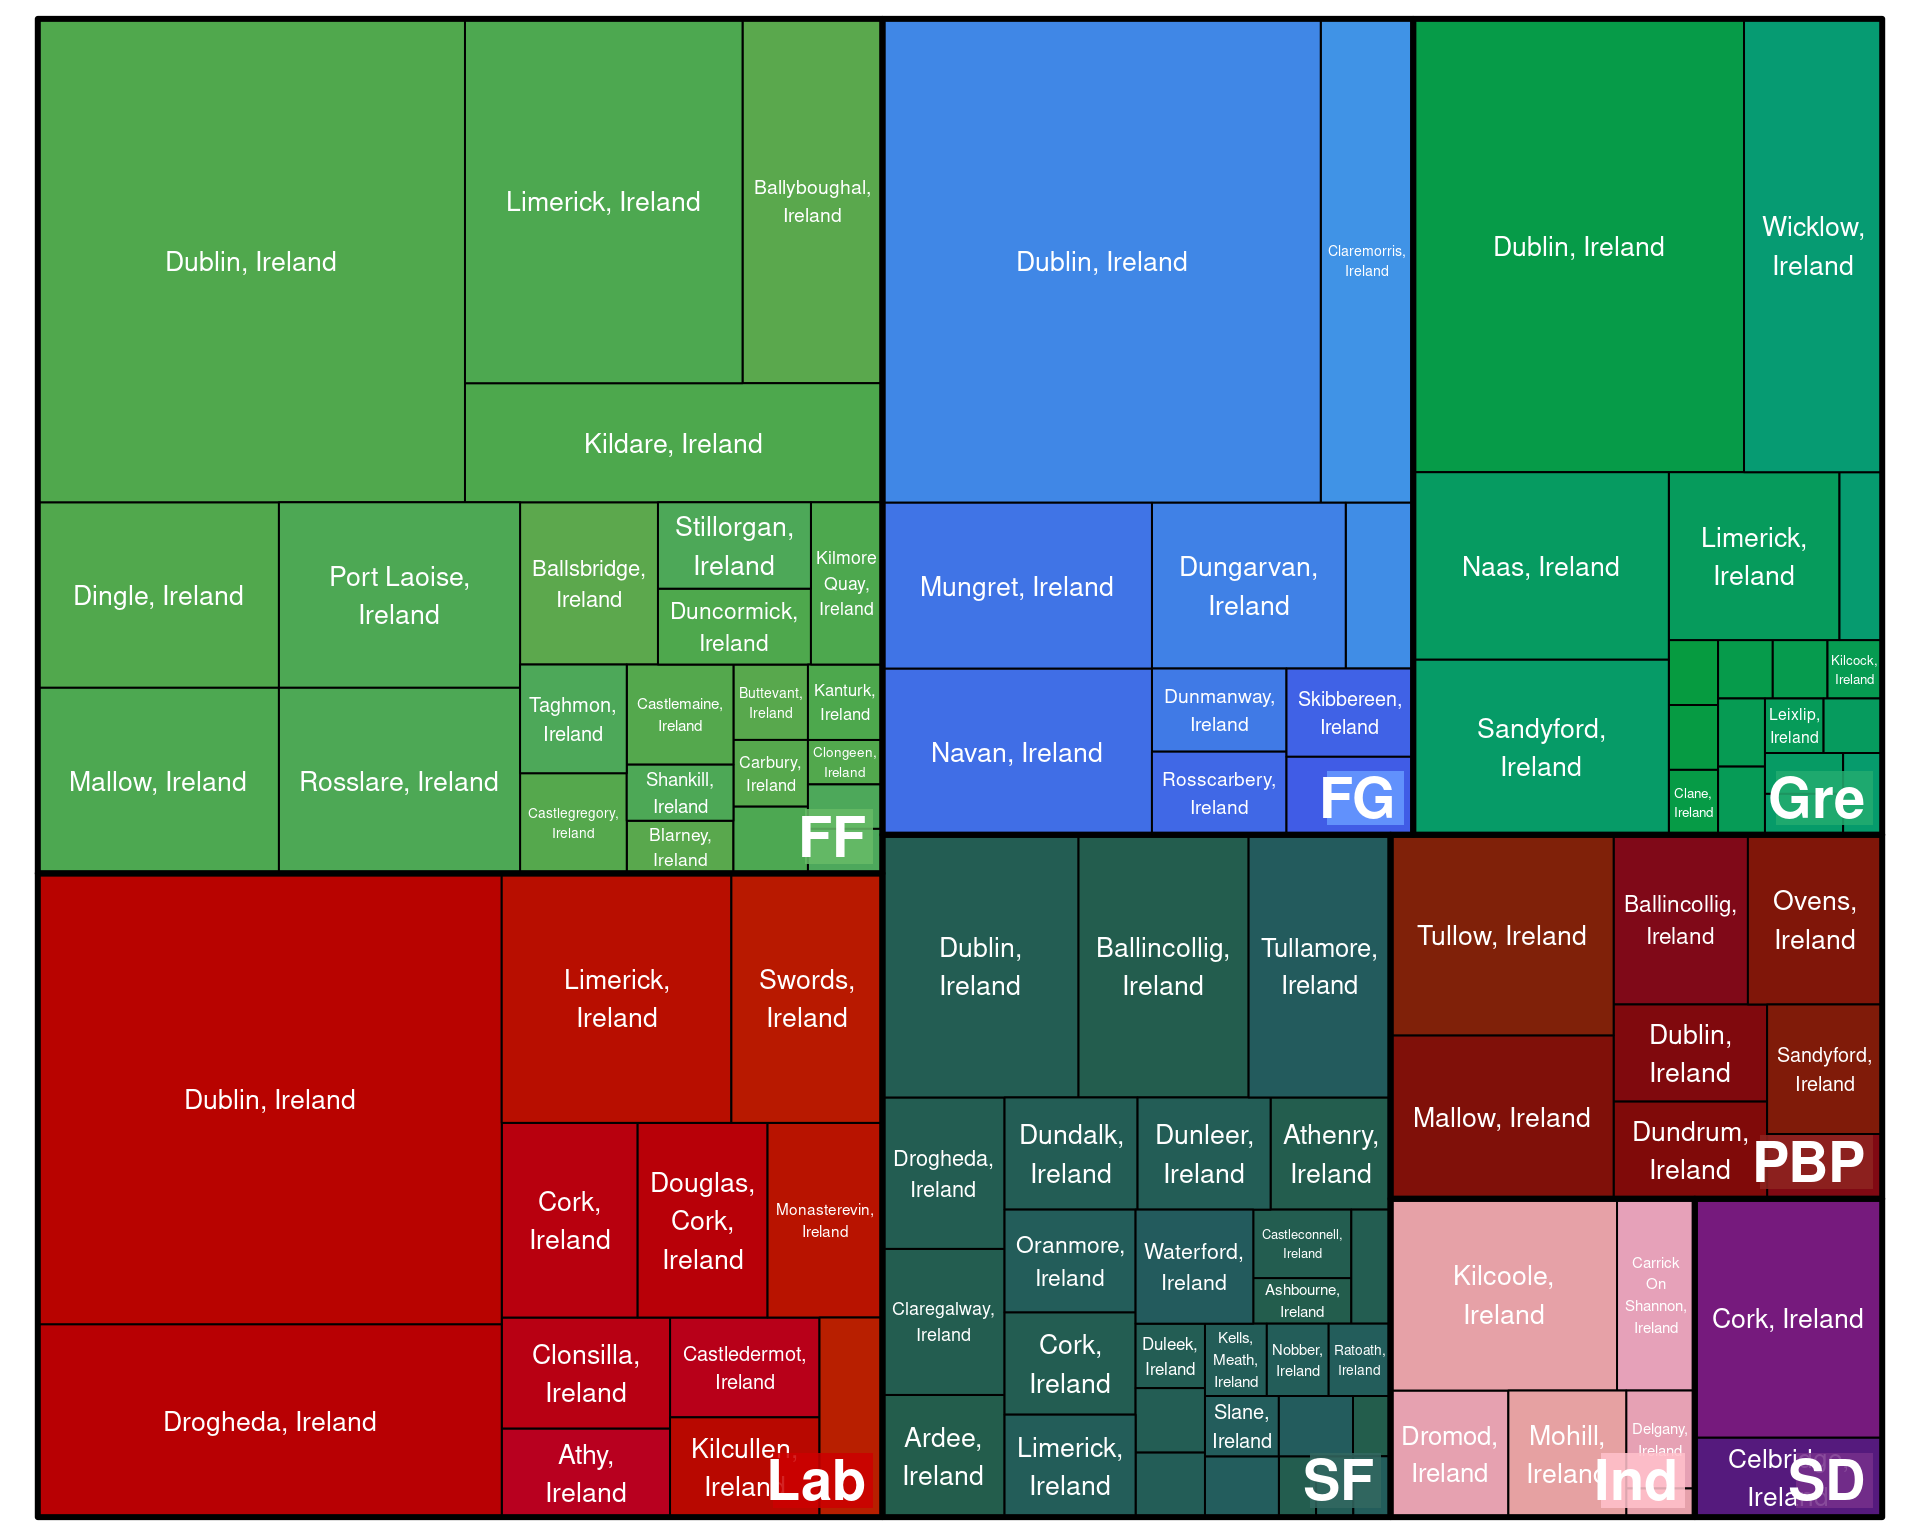 Dublin, Ireland
Limerick, Ireland
Ballyboughal,
Ireland
Kildare, Ireland
Dingle, Ireland
Port Laoise,
Ireland
Ballsbridge,
Ireland
Stillorgan,
Ireland
Duncormick,
Ireland
Kilmore
Quay,
Ireland
Mallow, Ireland
Rosslare, Ireland
Taghmon,
Ireland
Castlegregory,
Ireland
Castlemaine,
Ireland
Shankill,
Ireland
Blarney,
Ireland
Buttevant,
Ireland
Carbury,
Ireland
Kanturk,
Ireland
Clongeen,
Ireland
FF
Dublin, Ireland
Claremorris,
Ireland
Mungret, Ireland
Dungarvan,
Ireland
Navan, Ireland
Dunmanway,
Ireland
Rosscarbery,
Ireland
Skibbereen,
Ireland
FG
Dublin, Ireland
Wicklow,
Ireland
Naas, Ireland
Limerick,
Ireland
Sandyford,
Ireland
Kilcock,
Ireland
Leixlip,
Ireland
Clane,
Ireland
Gre
Dublin, Ireland
Drogheda, Ireland
Limerick,
Ireland
Swords,
Ireland
Cork,
Ireland
Douglas,
Cork,
Ireland
Monasterevin,
Ireland
Clonsilla,
Ireland
Athy,
Ireland
Castledermot,
Ireland
Kilcullen,
Ireland
Lab
Dublin,
Ireland
Ballincollig,
Ireland
Tullamore,
Ireland
Drogheda,
Ireland
Claregalway,
Ireland
Ardee,
Ireland
Dundalk,
Ireland
Dunleer,
Ireland
Athenry,
Ireland
Oranmore,
Ireland
Cork,
Ireland
Limerick,
Ireland
Waterford,
Ireland
Castleconnell,
Ireland
Ashbourne,
Ireland
Duleek,
Ireland
Kells,
Meath,
Ireland
Nobber,
Ireland
Ratoath,
Ireland
Slane,
Ireland
SF
Tullow, Ireland
Mallow, Ireland
Ballincollig,
Ireland
Ovens,
Ireland
Dublin,
Ireland
Sandyford,
Ireland
Dundrum,
Ireland
PBP
Kilcoole,
Ireland
Carrick
On
Shannon,
Ireland
Dromod,
Ireland
Mohill,
Ireland
Delgany,
Ireland
Ind
Cork, Ireland
Celbridge,
Ireland
SD